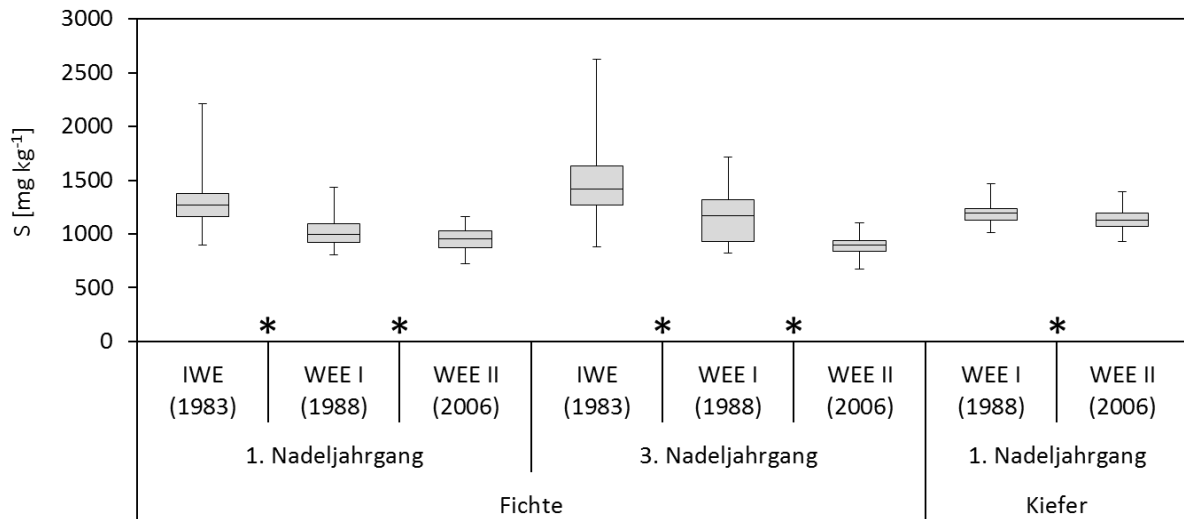 S [mg kg-1]
3000
2500
2000
1500
1000
500
0
* * * * *
IWE WEE I WEE II IWE WEE I WEE II WEE I WEE II
(1983) (1988) (2006) (1983) (1988) (2006) (1988) (2006)
1. Nadeljahrgang 3. Nadeljahrgang 1. Nadeljahrgang
Fichte Kiefer